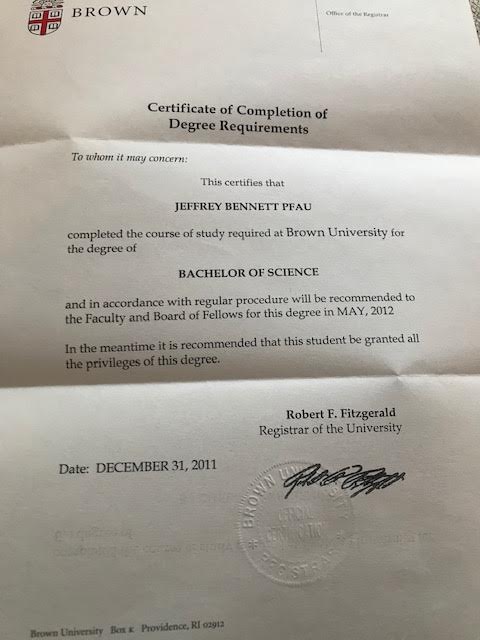 BROWN
Office of the Registrar
Certificate of Completion of
Degree Requirements
To whom it may concern:
This certifies that
JEFFREY BENNETT PFAU
completed the course of study required at Brown University for
the degree of
BACHELOR OF SCIENCE
and in accordance with regular procedure will be recommended to
the Faculty and Board of Fellows for this degree in MAY, 2012
In the meantime it is recommended that this student be granted all
the privileges of this degree.
Robert F. Fitzgerald
Registrar of the University
Date: DECEMBER 31, 2011
BROWN UNIVERSITY
REGISTRAR
Brown University Box K Providence, RI 02912